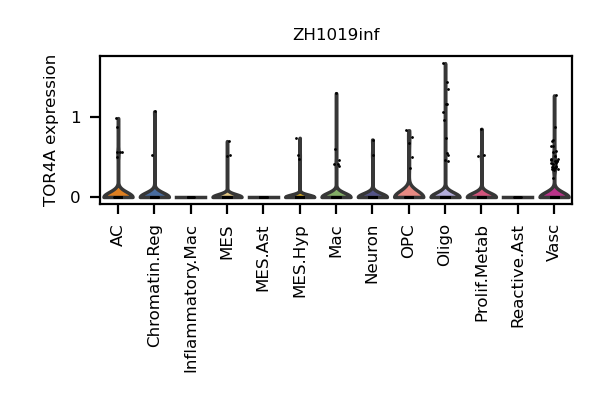 ZH1019inf
TOR4A expression
1
0
AC
Chromatin.Reg
Inflammatory.Mac
MES
MES.Ast
MES.Hyp
Mac
Neuron
OPC
Oligo
Prolif.Metab
Reactive.Ast
Vasc